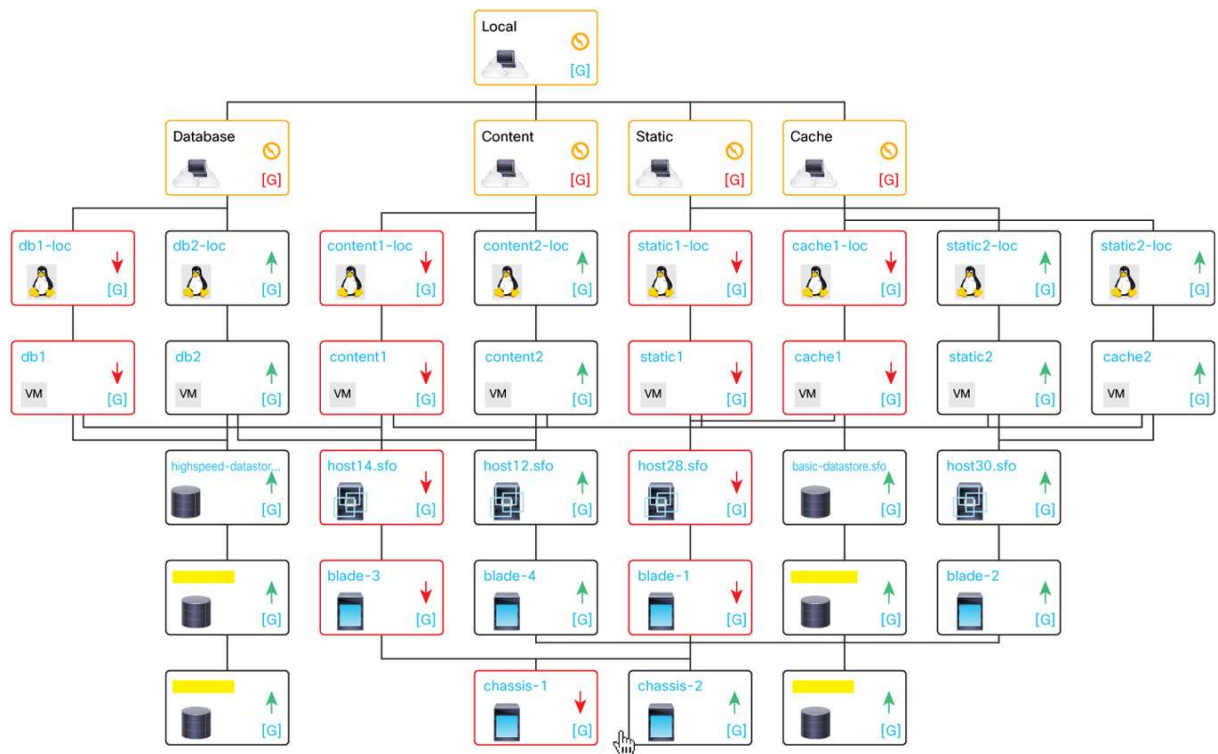 Local
[G]
Database
[G]
Content
[G]
Static
[G]
Cache
[G]
db1-loc
[G]
db2-loc
[G]
content1-loc
[G]
content2-loc
[G]
static1-loc
[G]
cache1-loc
[G]
static2-loc
[G]
static2-loc
[G]
db1
VM
[G]
db2
VM
[G]
content1
VM
[G]
content2
VM
[G]
static1
VM
[G]
cache1
VM
[G]
static2
VM
[G]
cache2
VM
[G]
highspeed-datastor...
[G]
host14.sfo
[G]
host12.sfo
[G]
host28.sfo
[G]
basic-datastore.sfo
[G]
host30.sfo
[G]
[G]
blade-3
[G]
blade-4
[G]
blade-1
[G]
[G]
blade-2
[G]
[G]
chassis-1
[G]
chassis-2
[G]
[G]